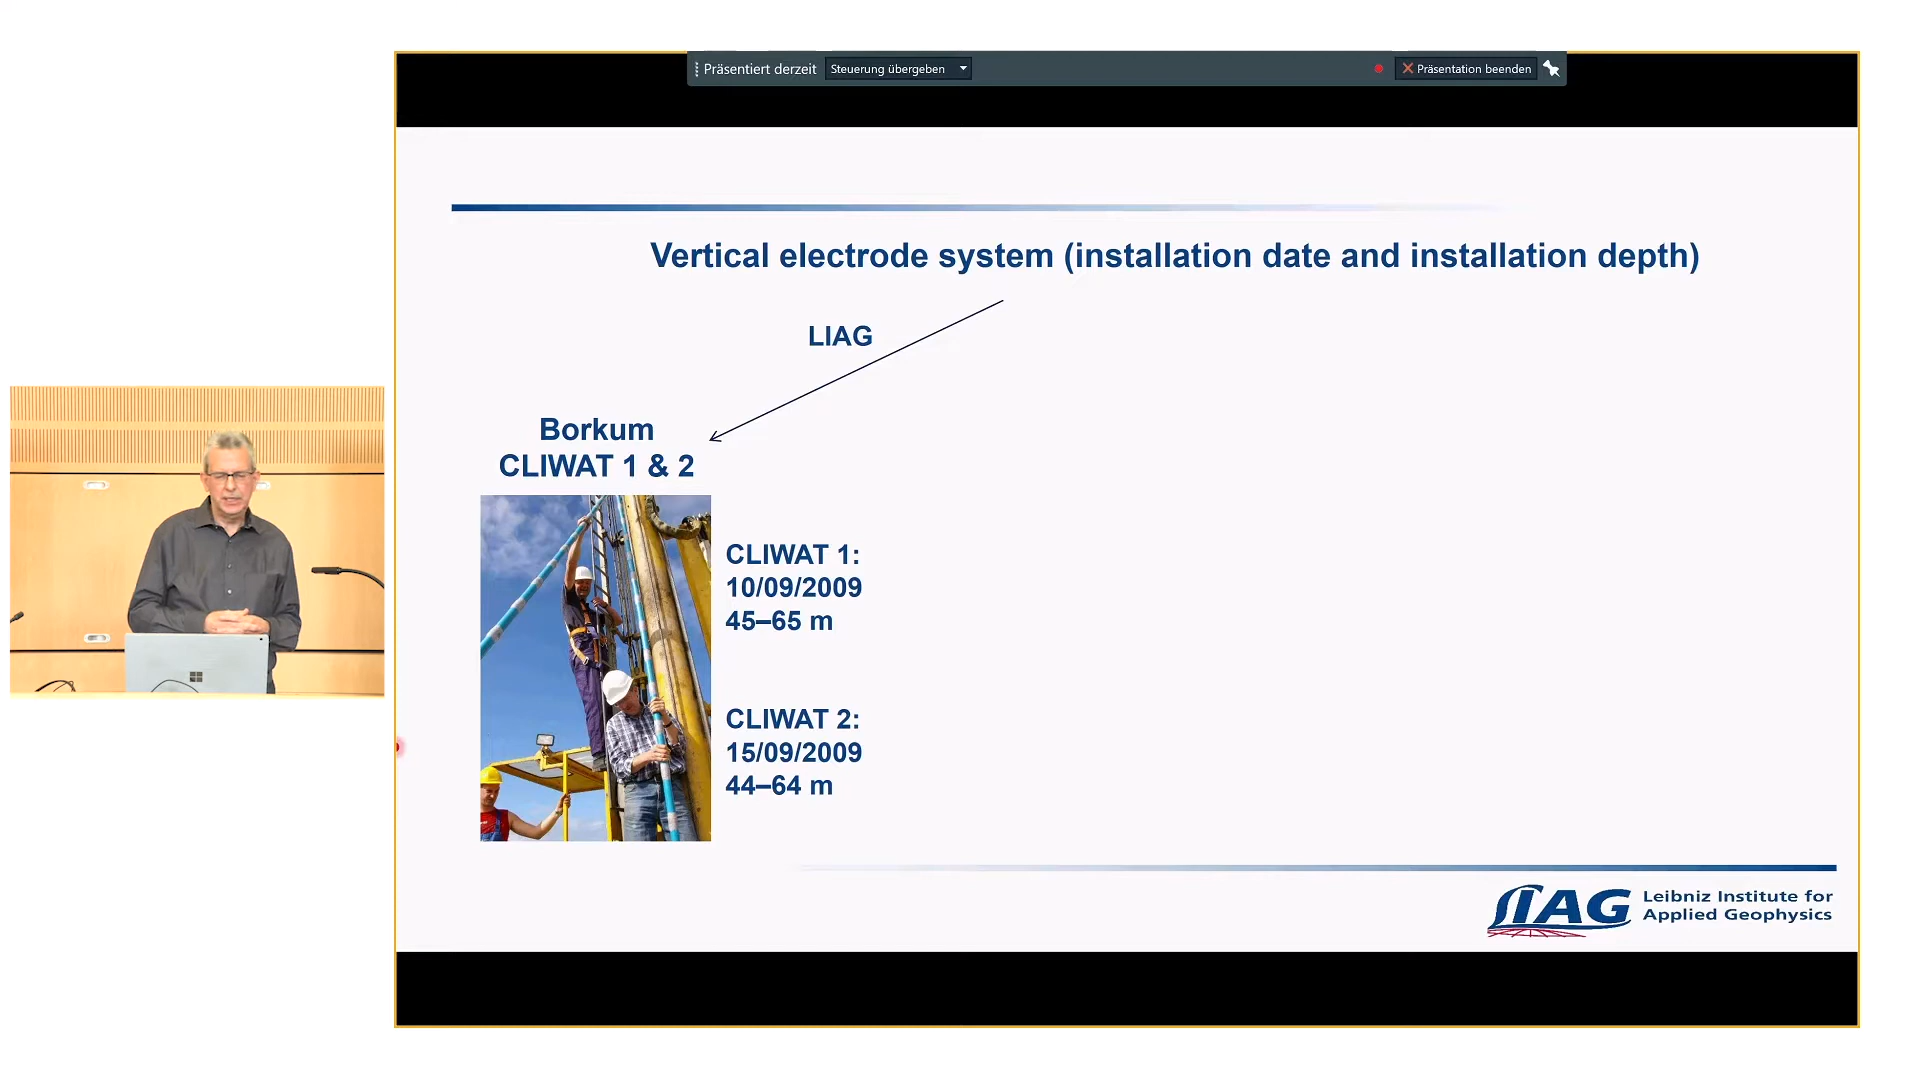 Präsentiert derzeit
Steuerung übergeben
Präsentation beenden
Vertical electrode system (installation date and installation depth)
LIAG
Borkum
CLIWAT 1 & 2
CLIWAT 1:
10/09/2009
45–65 m
CLIWAT 2:
15/09/2009
44–64 m
LIAG
Leibniz Institute for
Applied Geophysics